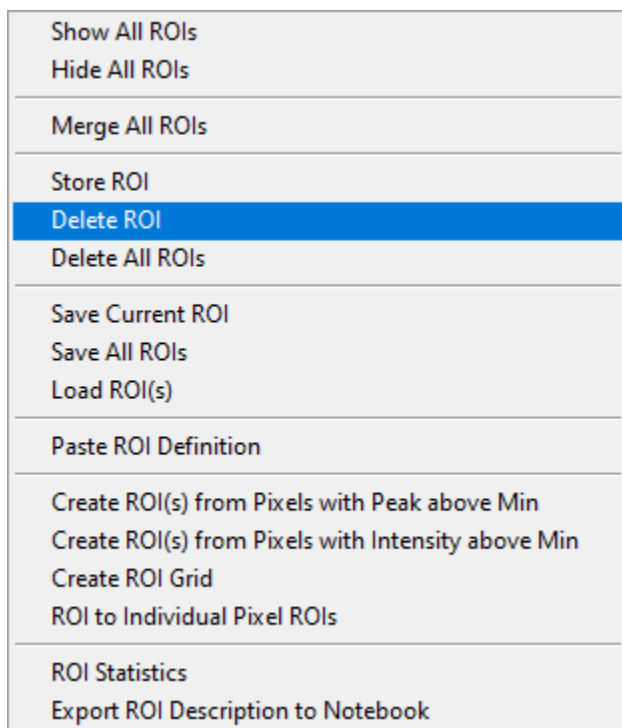 Show All ROIs
Hide All ROIs
Merge All ROIs
Store ROI
Delete ROI
Delete All ROIs
Save Current ROI
Save All ROIs
Load ROI(s)
Paste ROI Definition
Create ROI(s) from Pixels with Peak above Min
Create ROI(s) from Pixels with Intensity above Min
Create ROI Grid
ROI to Individual Pixel ROIs
ROI Statistics
Export ROI Description to Notebook